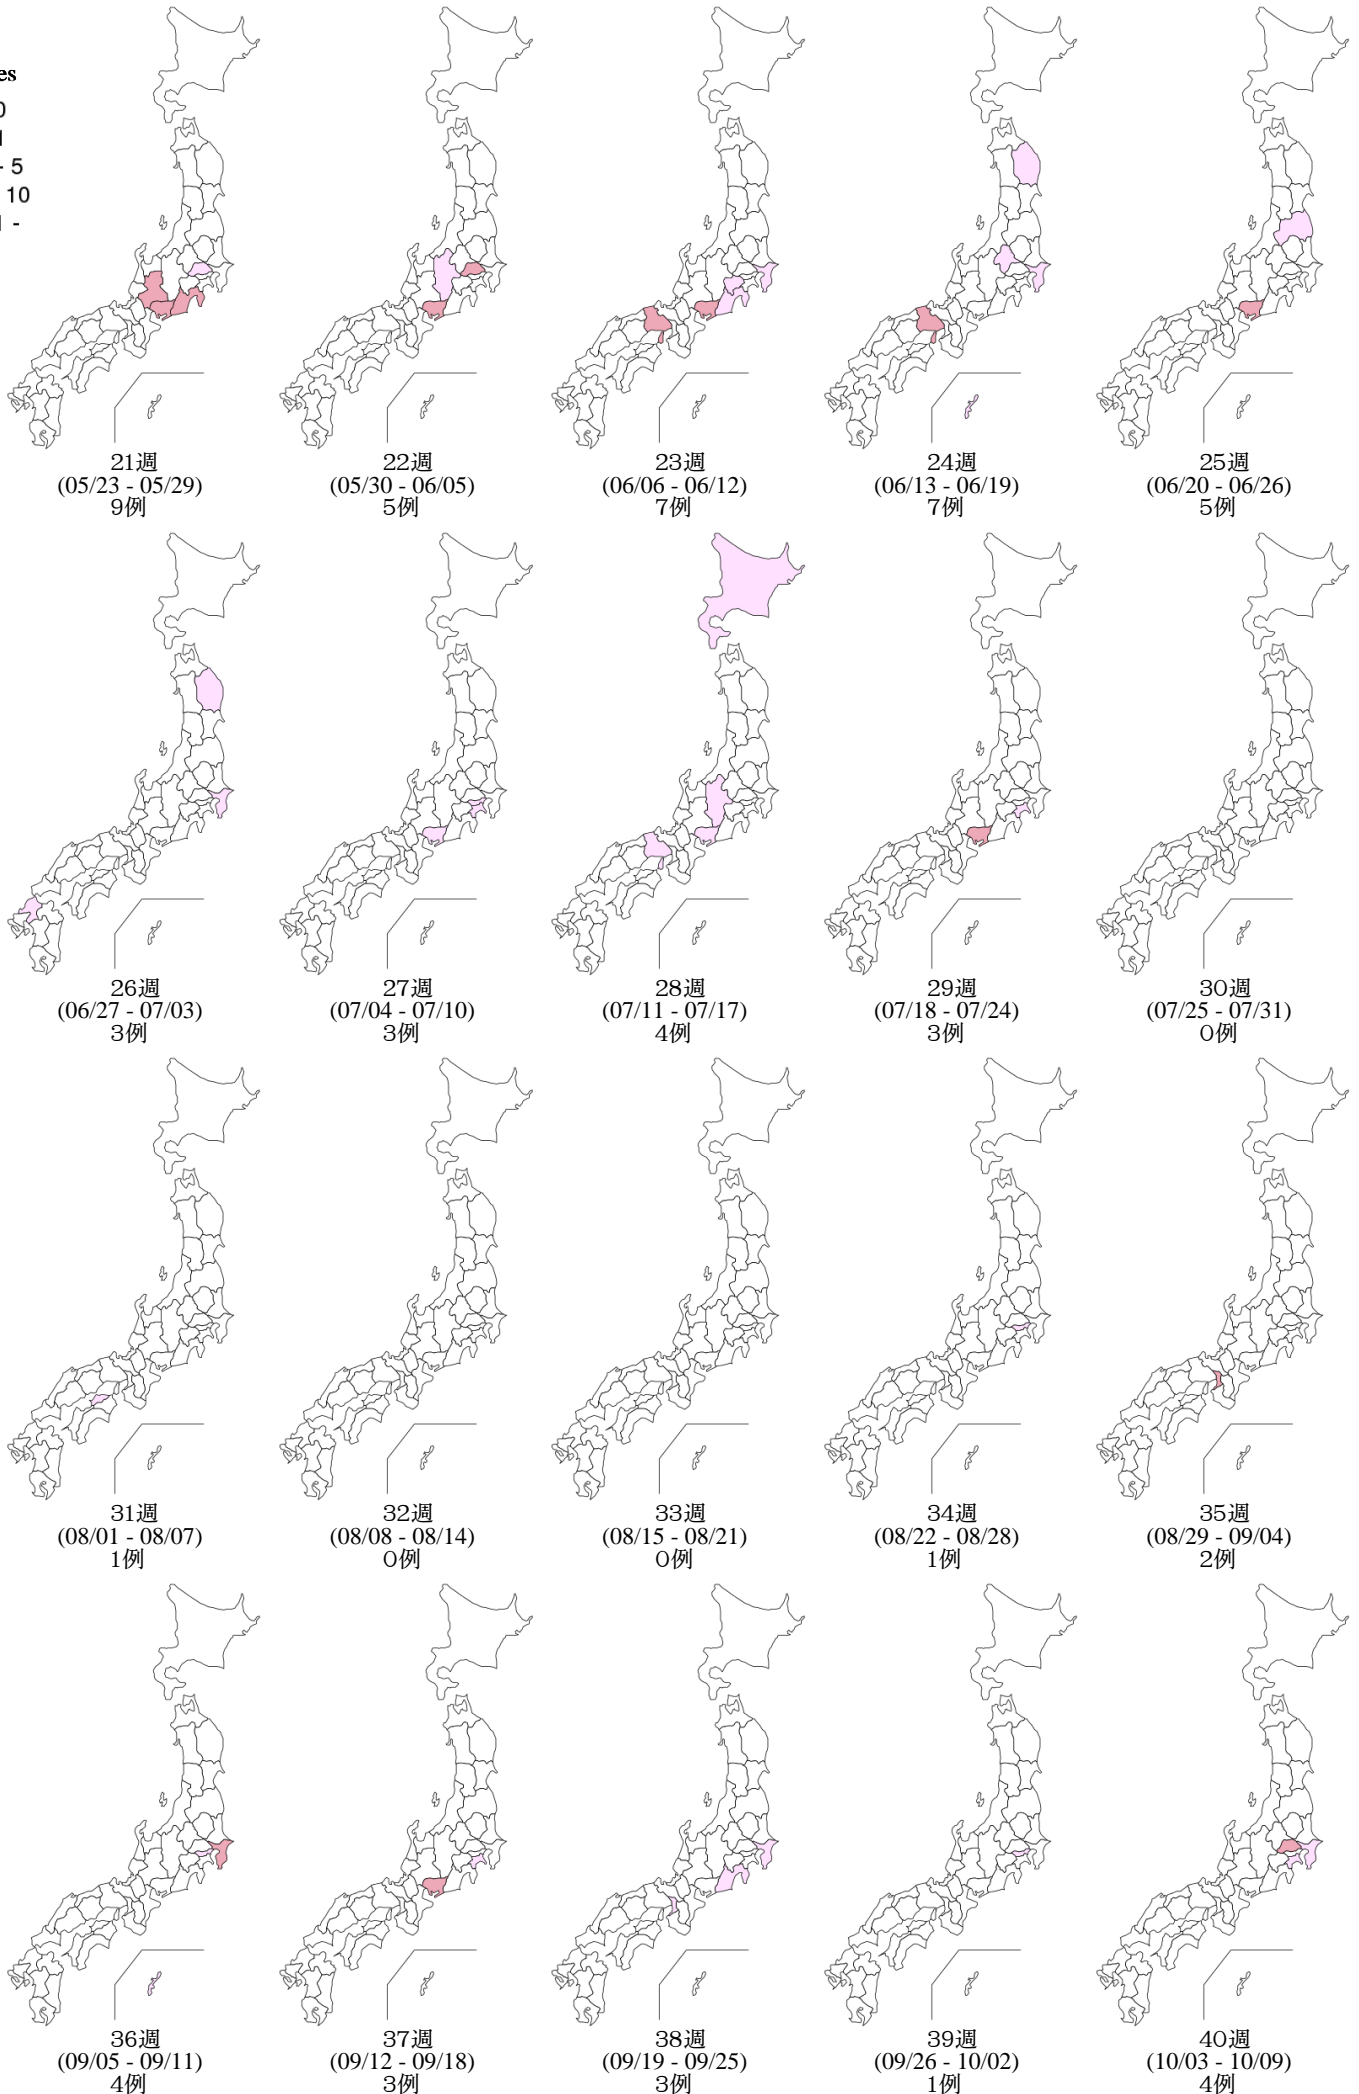 es
0
1
- 5
10
1 -
21週
(05/23 - 05/29)
9例
22週
(05/30 - 06/05)
5例
23週
(06/06 - 06/12)
7例
24週
(06/13 - 06/19)
7例
25週
(06/20 - 06/26)
5例
26週
(06/27 - 07/03)
3例
27週
(07/04 - 07/10)
3例
28週
(07/11 - 07/17)
4例
29週
(07/18 - 07/24)
3例
30週
(07/25 - 07/31)
0例
31週
(08/01 - 08/07)
1例
32週
(08/08 - 08/14)
0例
33週
(08/15 - 08/21)
0例
34週
(08/22 - 08/28)
1例
35週
(08/29 - 09/04)
2例
36週
(09/05 - 09/11)
4例
37週
(09/12 - 09/18)
3例
38週
(09/19 - 09/25)
3例
39週
(09/26 - 10/02)
1例
40週
(10/03 - 10/09)
4例